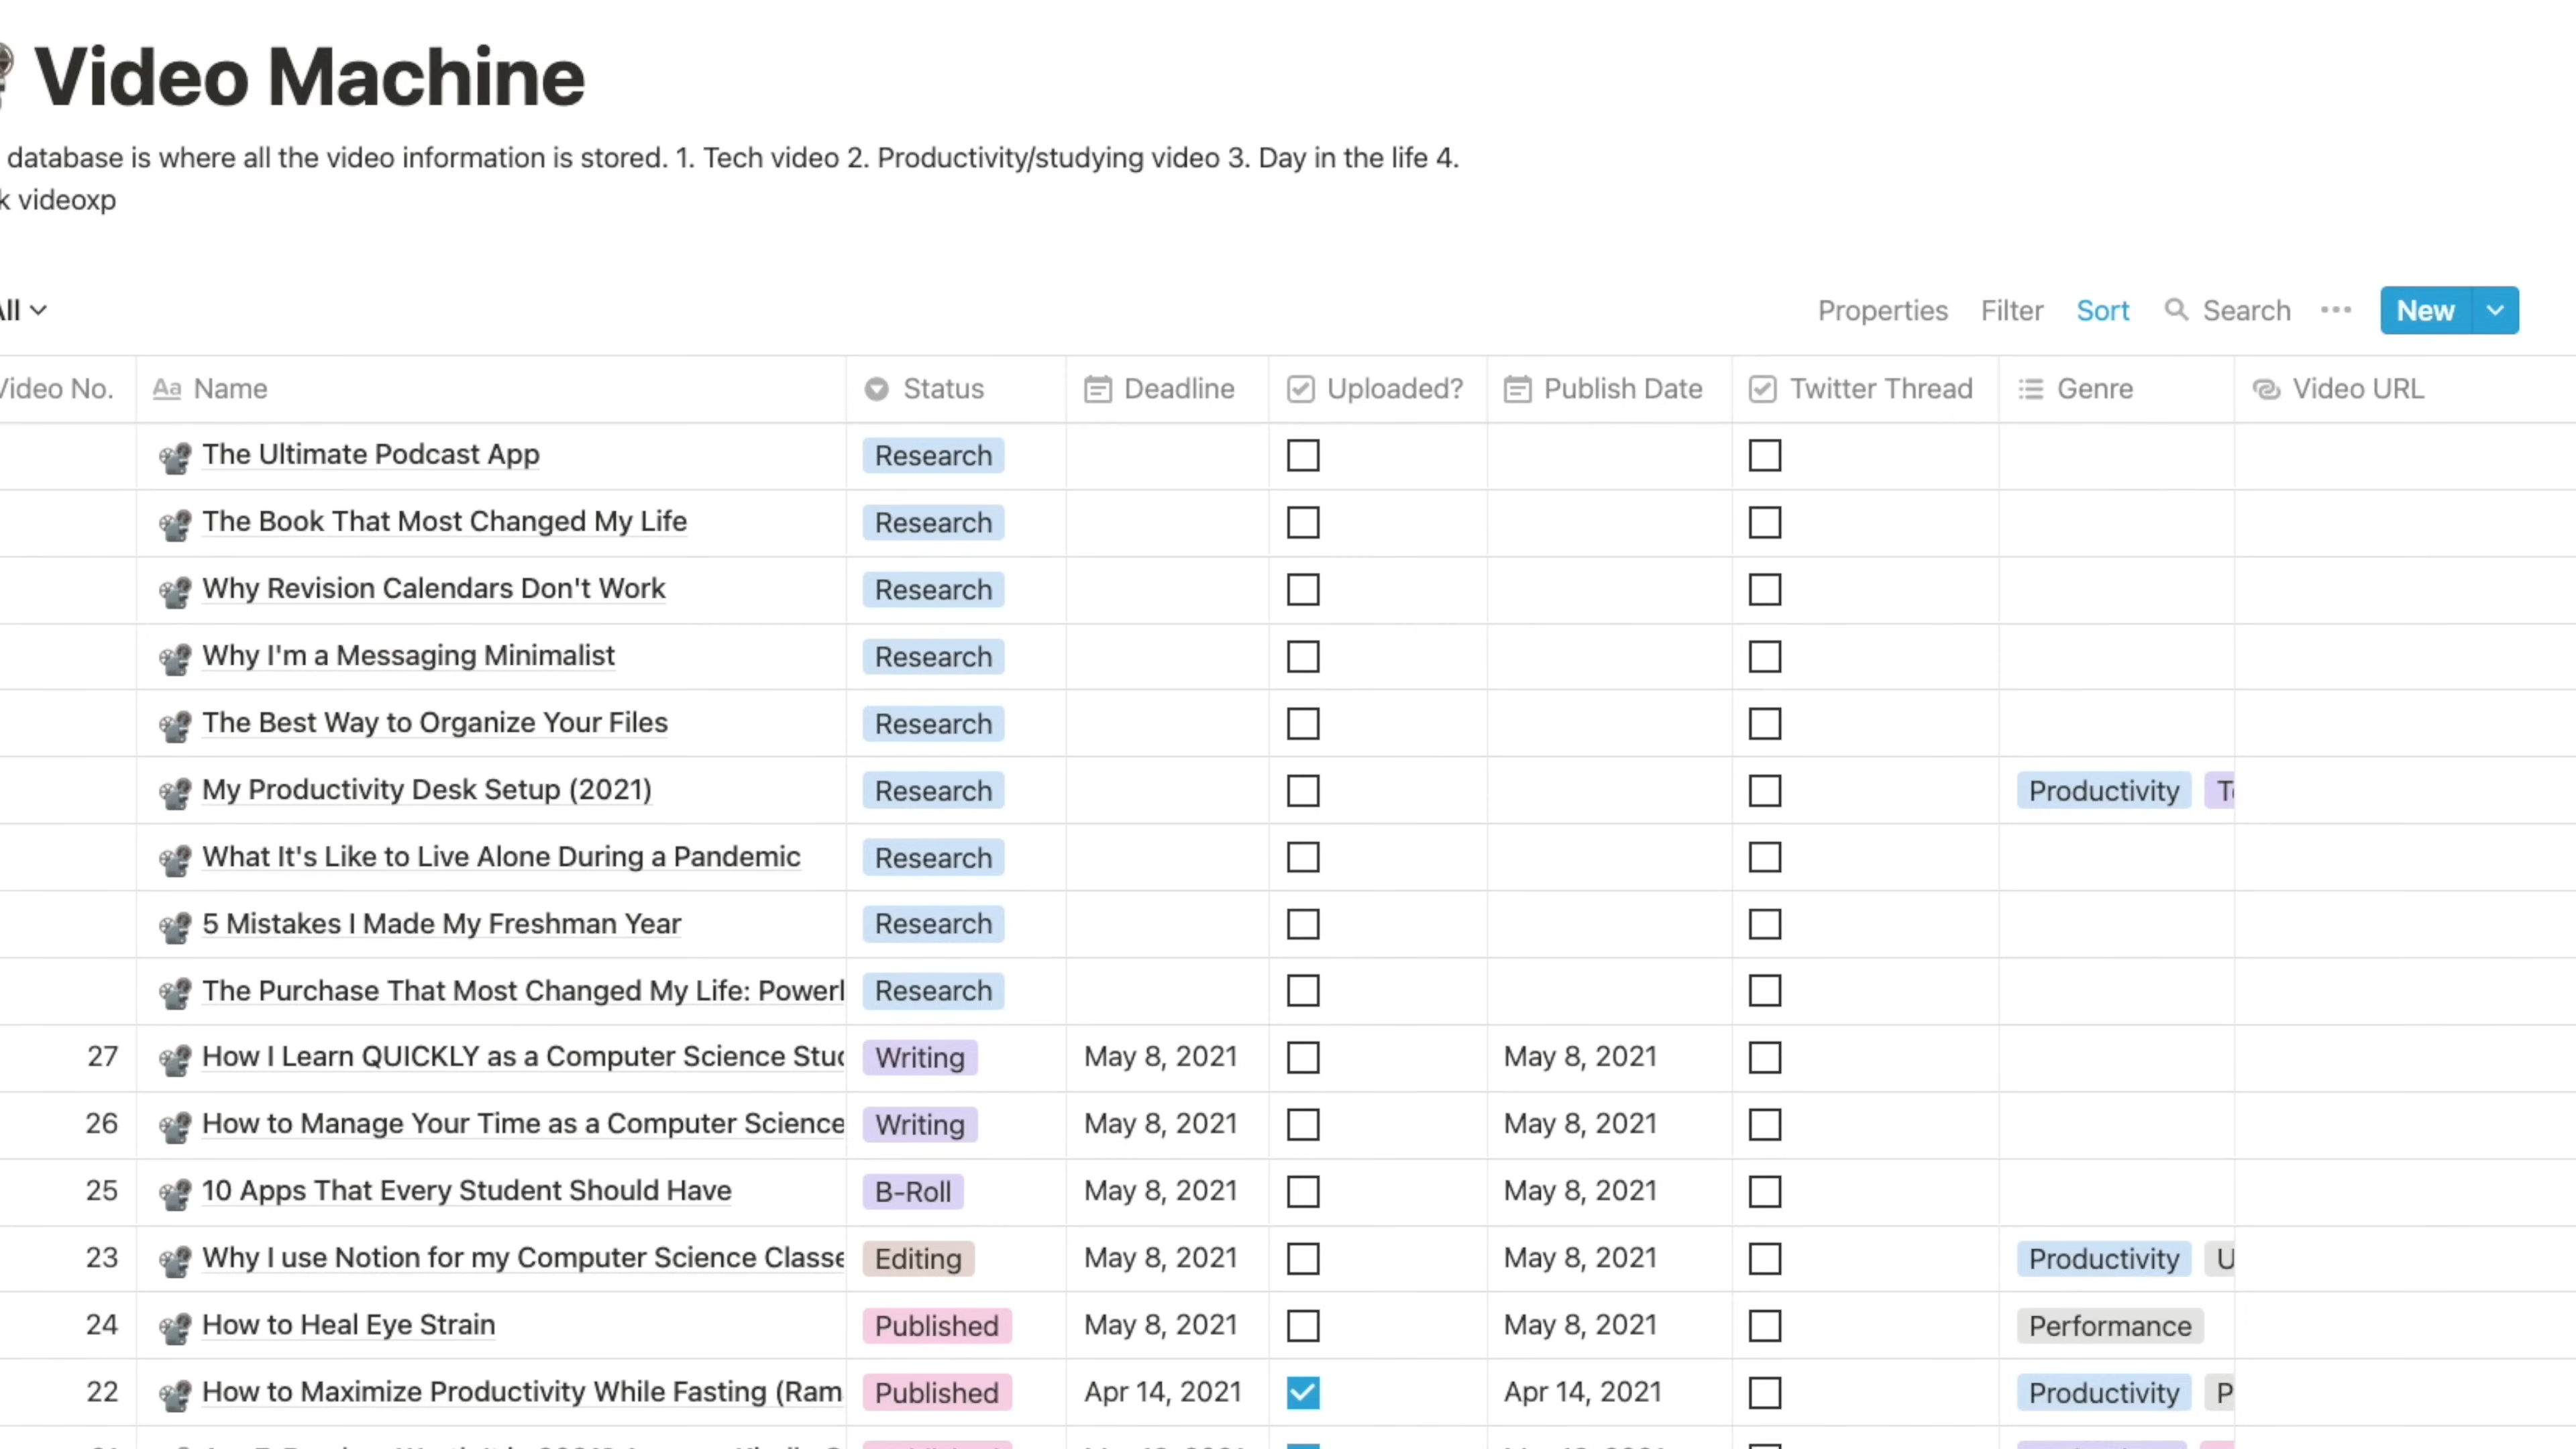 Video Machine
database is where all the video information is stored. 1. Tech video 2. Productivity/studying video 3. Day in the life 4.
videoxp
All Properties Filter Sort Search New
Video No. Aa Name Status Deadline Uploaded? Publish Date Twitter Thread Genre Video URL
The Ultimate Podcast App Research
The Book That Most Changed My Life Research
Why Revision Calendars Don't Work Research
Why I'm a Messaging Minimalist Research
The Best Way to Organize Your Files Research
My Productivity Desk Setup (2021) Research Productivity
What It's Like to Live Alone During a Pandemic Research
5 Mistakes I Made My Freshman Year Research
The Purchase That Most Changed My Life: Research
27 How I Learn QUICKLY as a Computer Science Writing May 8, 2021 May 8, 2021
26 How to Manage Your Time as a Computer Science Writing May 8, 2021 May 8, 2021
25 10 Apps That Every Student Should Have B-Roll May 8, 2021 May 8, 2021
23 Why I use Notion for my Computer Science Classe Editing May 8, 2021 May 8, 2021 Productivity U
24 How to Heal Eye Strain Published May 8, 2021 May 8, 2021 Performance
22 How to Maximize Productivity While Fasting (Ram Published Apr 14, 2021 Apr 14, 2021 Productivity P